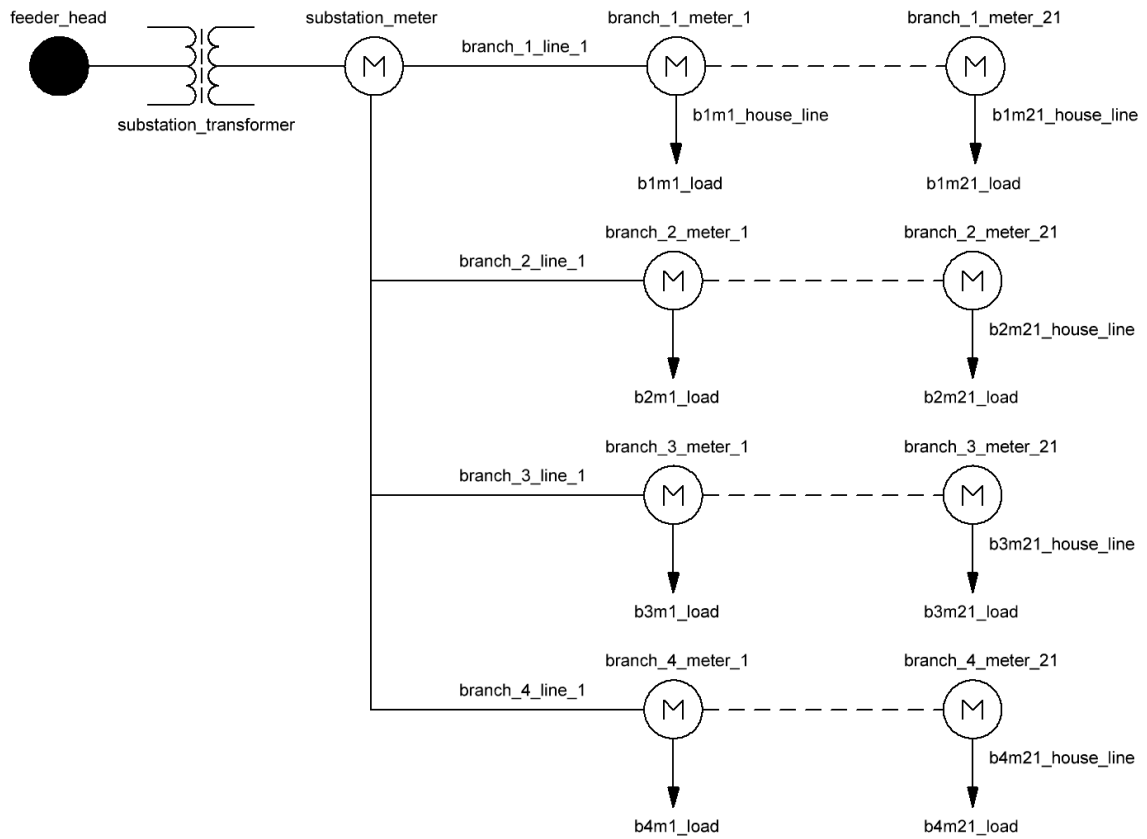 feeder_head
substation_meter
branch_1_meter_1
branch_1_meter_21
branch_1_line_1
M
M
M
substation_transformer
b1m1_house_line
b1m21_house_line
b1m1_load
b1m21_load
branch_2_meter_1
branch_2_meter_21
branch_2_line_1
M
M
b2m21_house_line
b2m1_load
b2m21_load
branch_3_meter_1
branch_3_meter_21
branch_3_line_1
M
M
b3m21_house_line
b3m1_load
b3m21_load
branch_4_meter_1
branch_4_meter_21
branch_4_line_1
M
M
b4m21_house_line
b4m1_load
b4m21_load